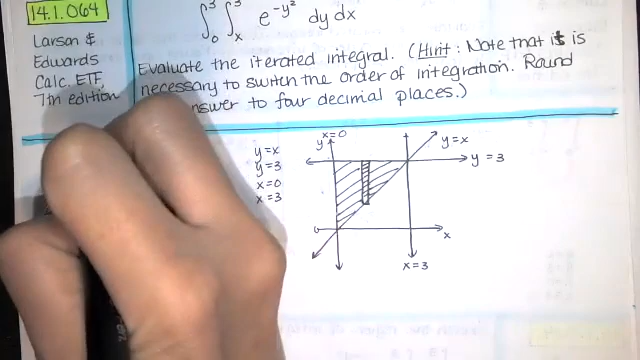 14.1.064
Larson &
Edwards
Calc. ETF,
7th edition
∫₀³ ∫ₓ³ e^(-y²) dy dx
Evaluate the iterated integral. (Hint: Note that it is
necessary to switch the order of integration. Round
answer to four decimal places.)
y=x
y=3
x=0
x=3
x=0
y
y=x
y=3
0
x
x=3